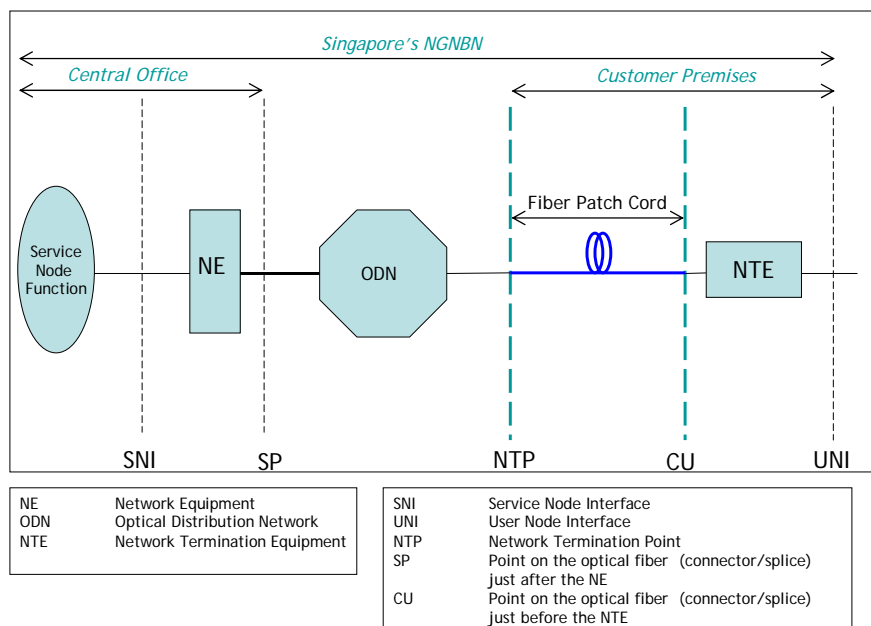 Singapore's NGNBN
Central Office
Customer Premises
Fiber Patch Cord
Service
Node
Function
NE
ODN
NTE
SNI
SP
NTP
CU
UNI
NE Network Equipment
ODN Optical Distribution Network
NTE Network Termination Equipment
SNI Service Node Interface
UNI User Node Interface
NTP Network Termination Point
SP Point on the optical fiber (connector/splice)
just after the NE
CU Point on the optical fiber (connector/splice)
just before the NTE